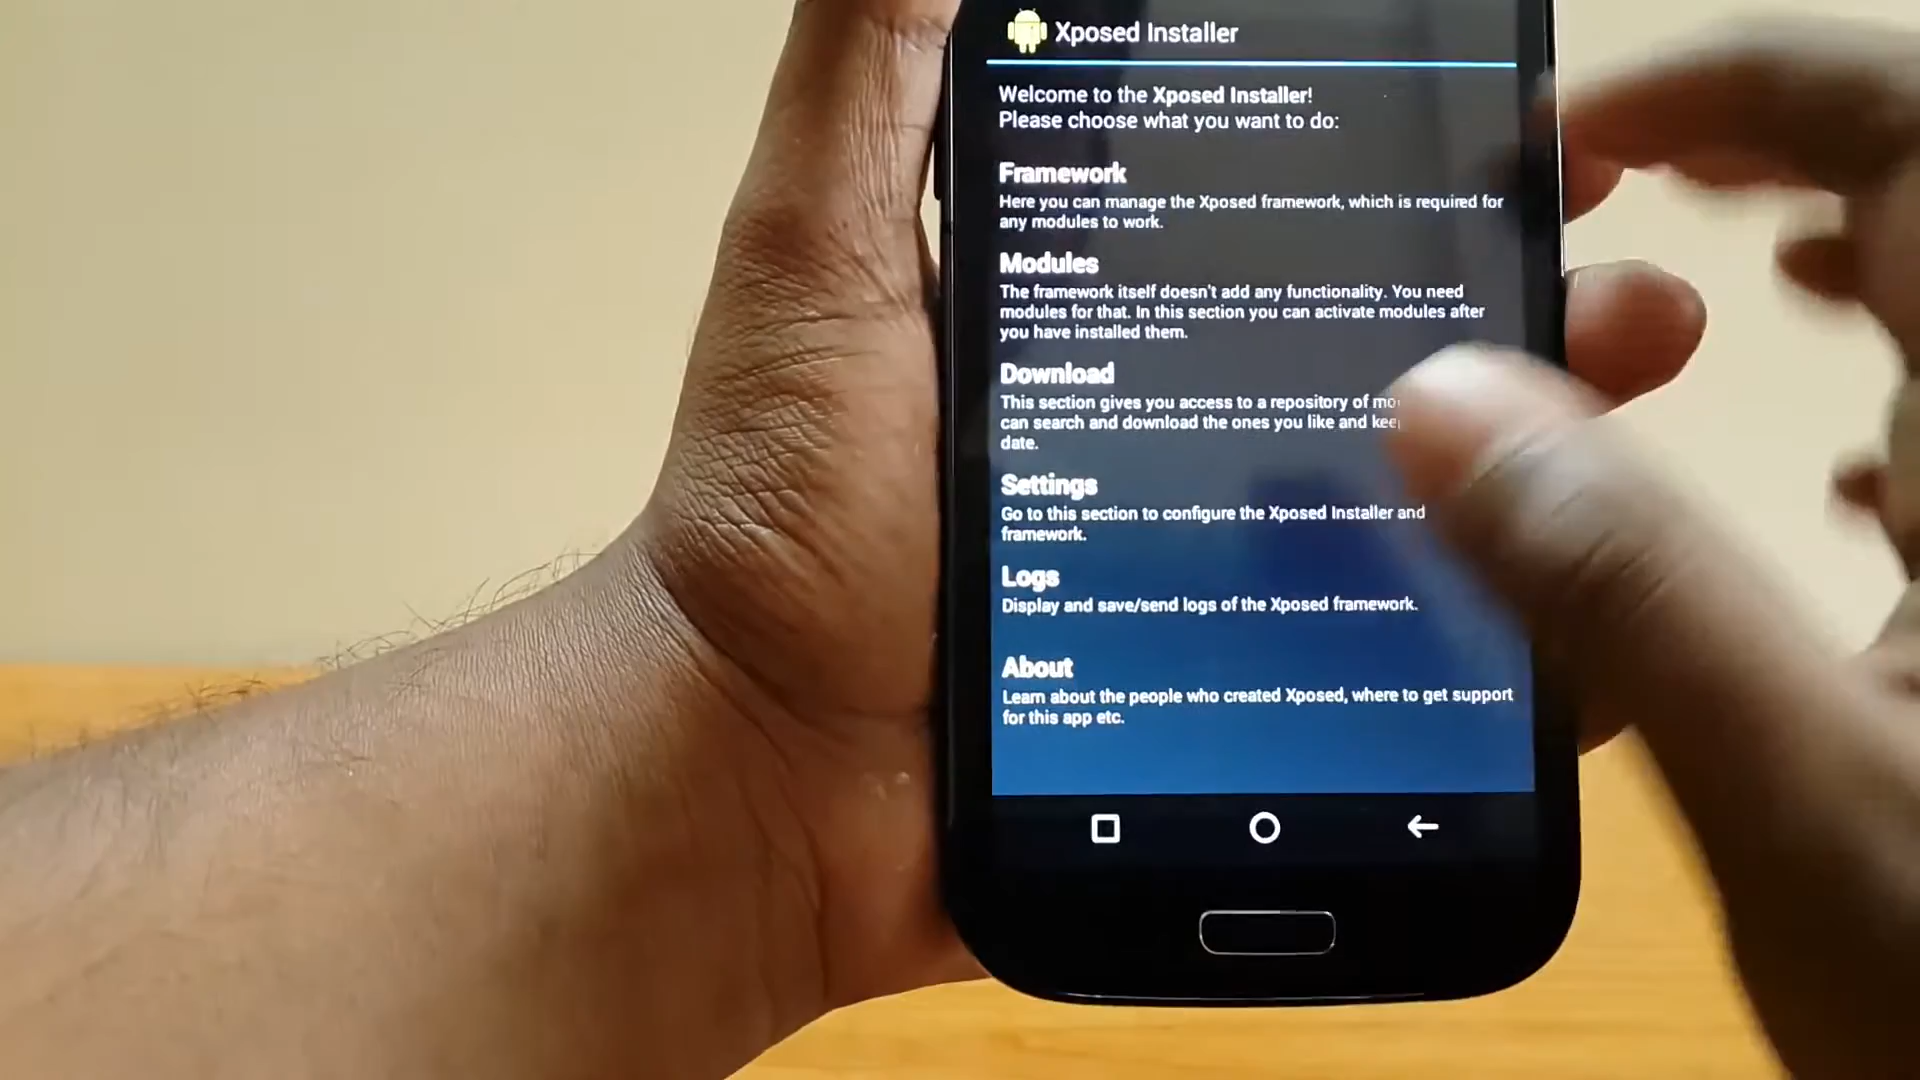 Xposed Installer
Welcome to the Xposed Installer!
Please choose what you want to do:
Framework
Here you can manage the Xposed framework, which is required for
any modules to work.
Modules
The framework itself doesn't add any functionality. You need
modules for that. In this section you can activate modules after
you have installed them.
Download
This section gives you access to a repository of
can search and download the ones you like and
date.
Settings
Go to this section to configure the Xposed Installer and
framework.
Logs
Display and save/send logs of the Xposed framework.
About
Learn about the people who created Xposed, where to get support
for this app etc.